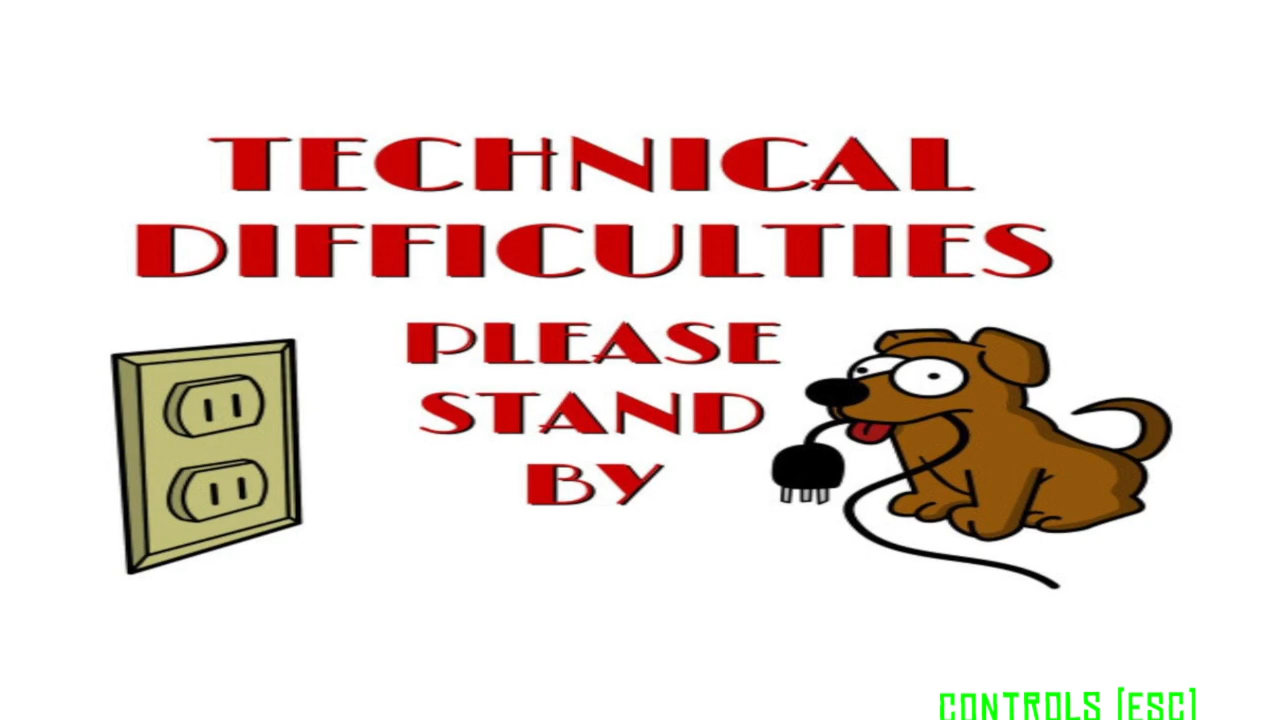 TECHNICAL
DIFFICULTIES
PLEASE
STAND
BY
CONTROLS [ESC]